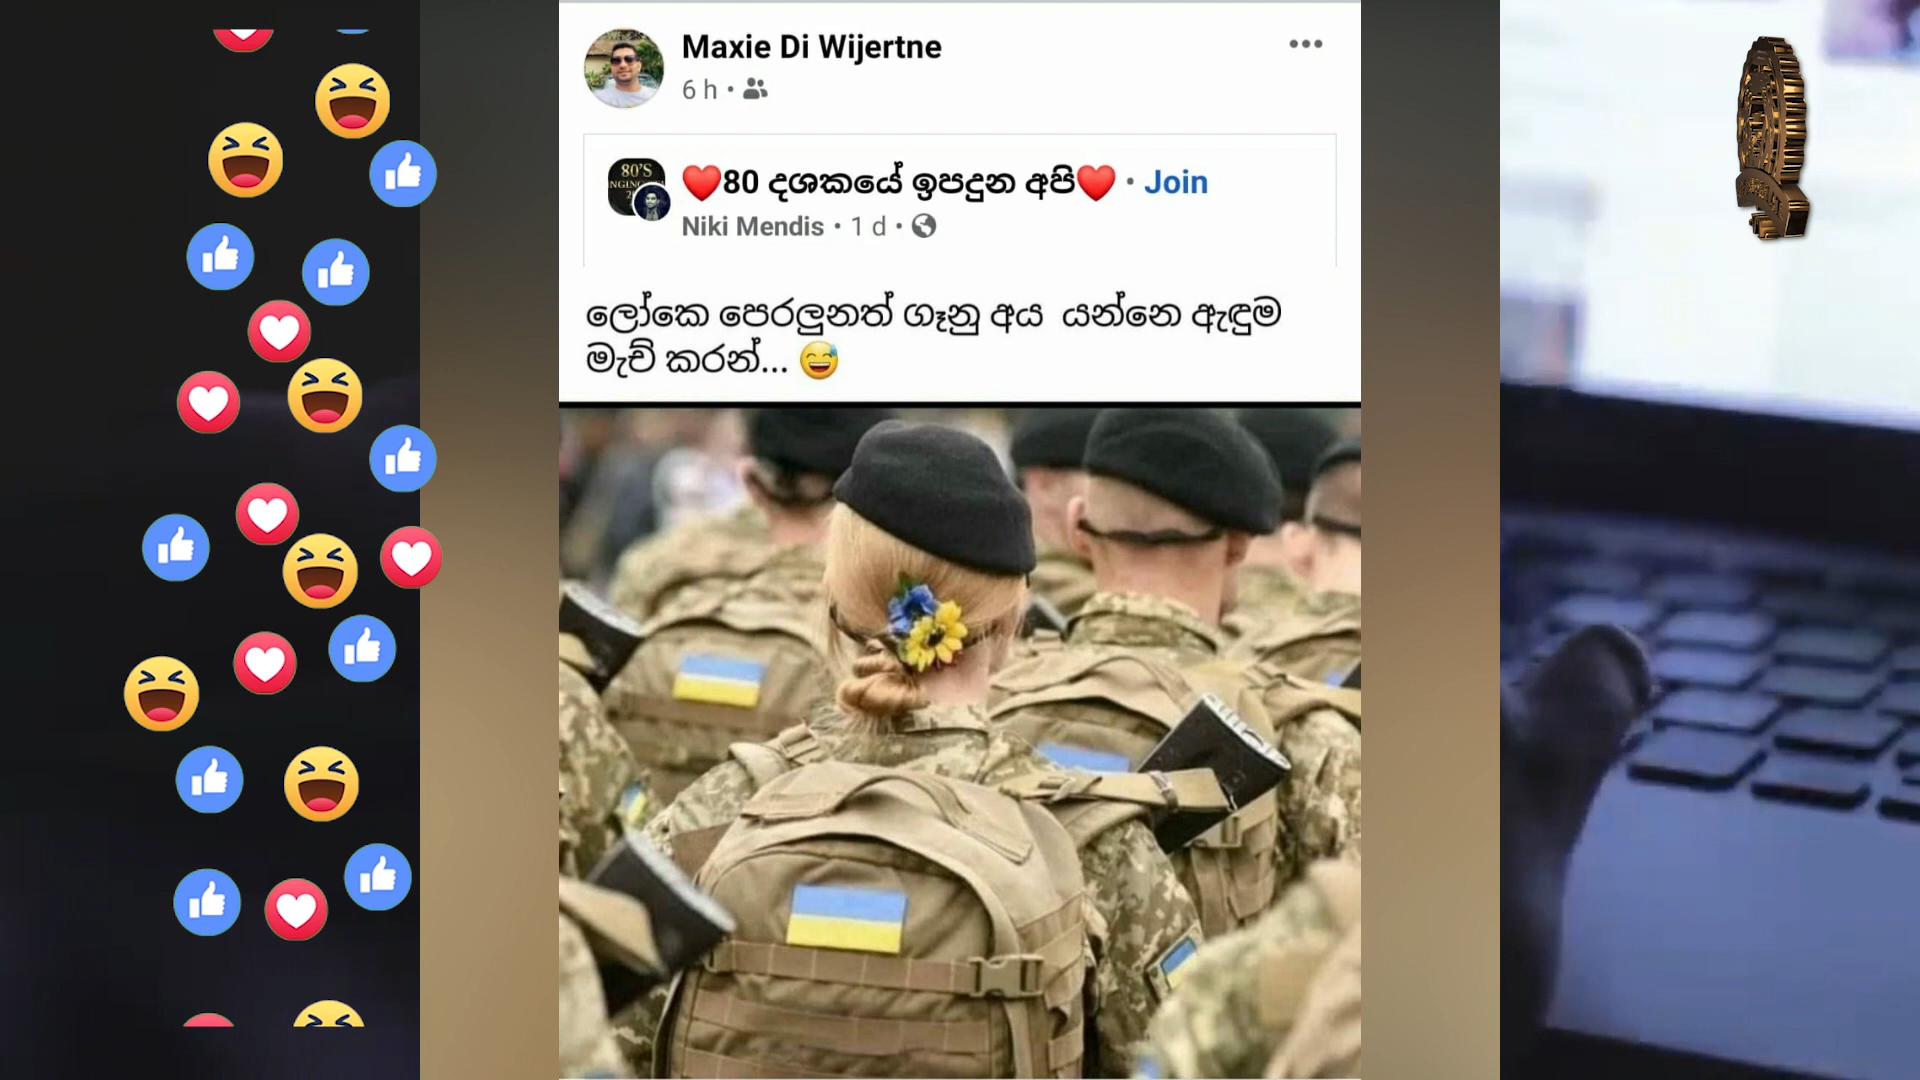 Maxie Di Wijertne
6 h •
80'S
❤️80 දශකයේ ඉපදුන අපි❤️ • Join
Niki Mendis • 1 d •
ලෝකෙ පෙරලුනත් ගෑනු අය යන්නෙ ඇඳුම
මැච් කරන්... 😅